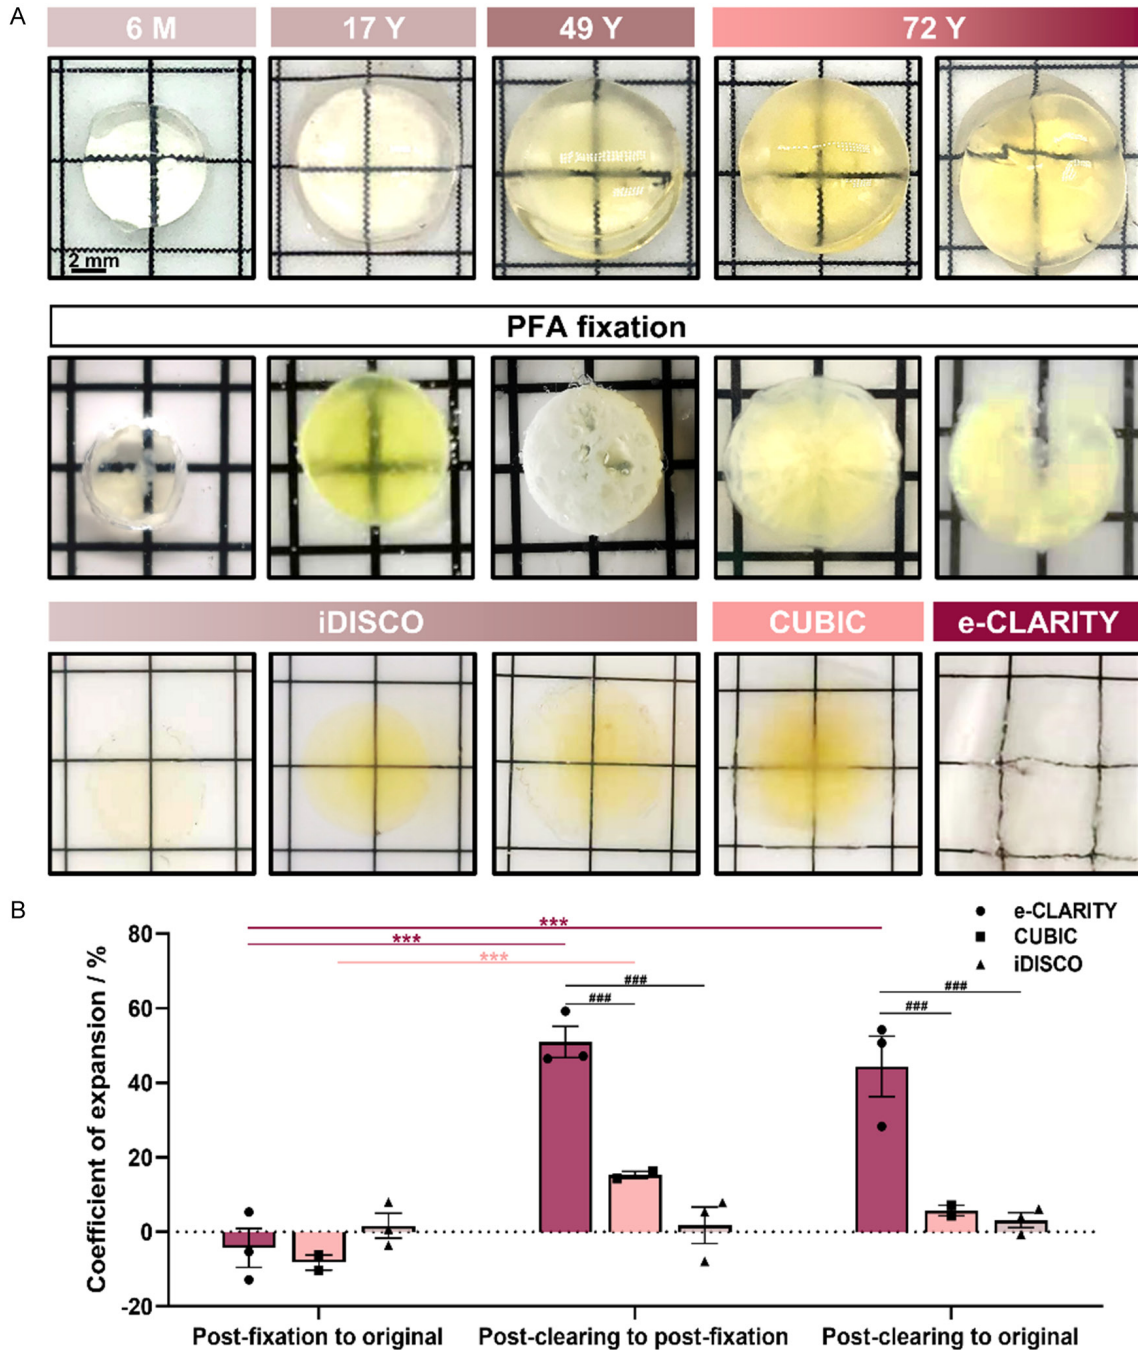 A
6 M
17 Y
49 Y
72 Y
2 mm
PFA fixation
iDISCO
CUBIC
e-CLARITY
B
e-CLARITY
CUBIC
iDISCO
Coefficient of expansion / %
80
60
40
20
0
-20
***
***
***
###
###
###
###
Post-fixation to original
Post-clearing to post-fixation
Post-clearing to original